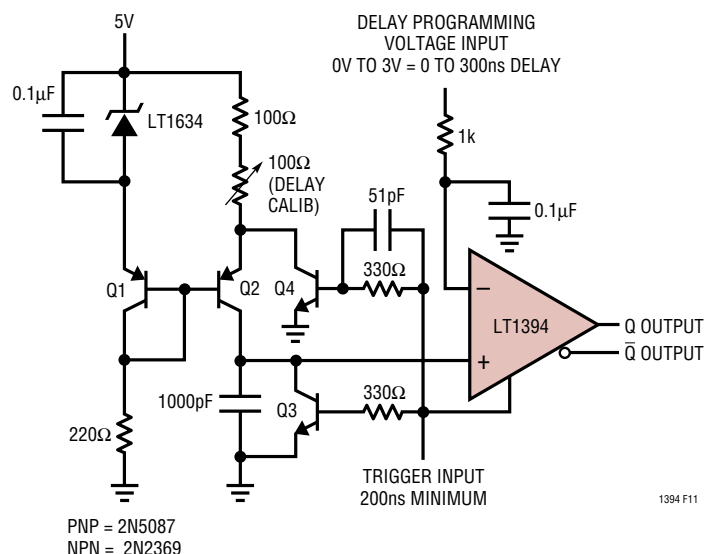 5V
DELAY PROGRAMMING
VOLTAGE INPUT
0V TO 3V = 0 TO 300ns DELAY
0.1µF
LT1634
100Ω
1k
100Ω
(DELAY
CALIB)
51pF
0.1µF
Q1
Q2
Q4
330Ω
−
LT1394
Q OUTPUT
Q̅ OUTPUT
+
1000pF
Q3
330Ω
220Ω
TRIGGER INPUT
200ns MINIMUM
1394 F11
PNP = 2N5087
NPN = 2N2369